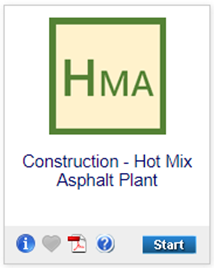 HMA
Construction - Hot Mix
Asphalt Plant
i
?
Start